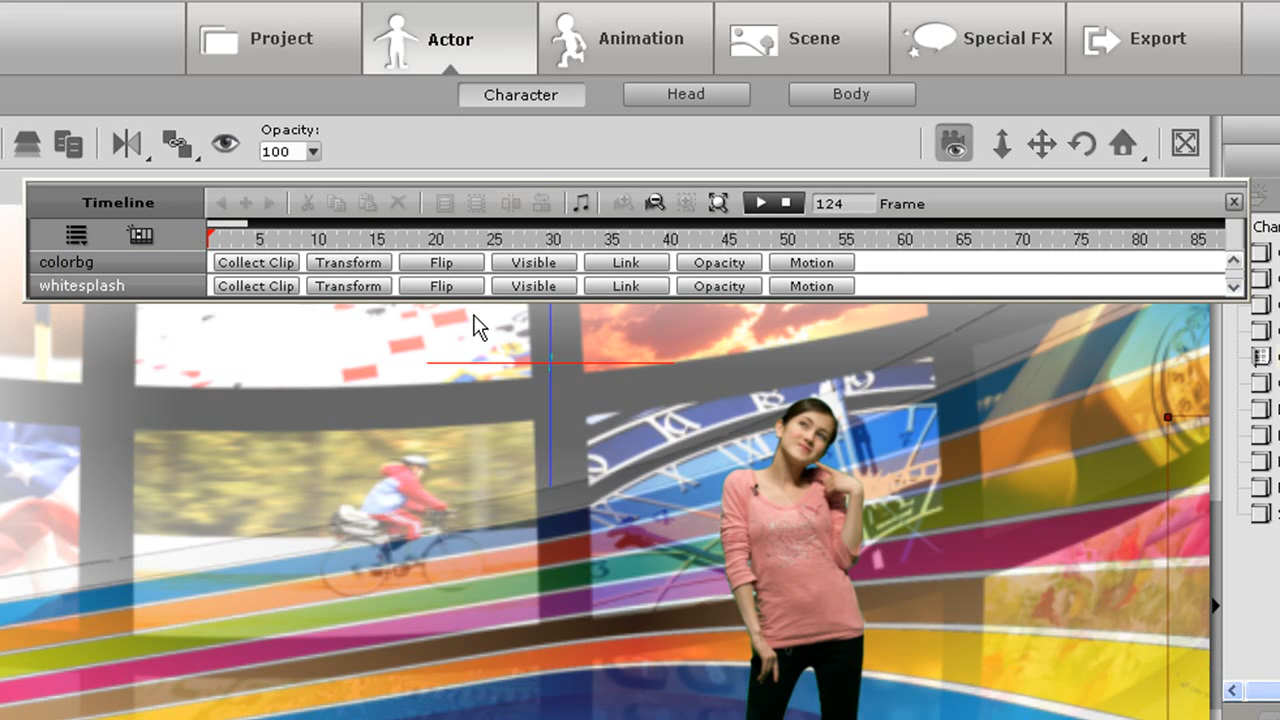 Project Actor Animation Scene Special FX Export
Character Head Body
Opacity:
100
Timeline 124 Frame
5 10 15 20 25 30 35 40 45 50 55 60 65 70 75 80 85
colorbg Collect Clip Transform Flip Visible Link Opacity Motion
whitesplash Collect Clip Transform Flip Visible Link Opacity Motion